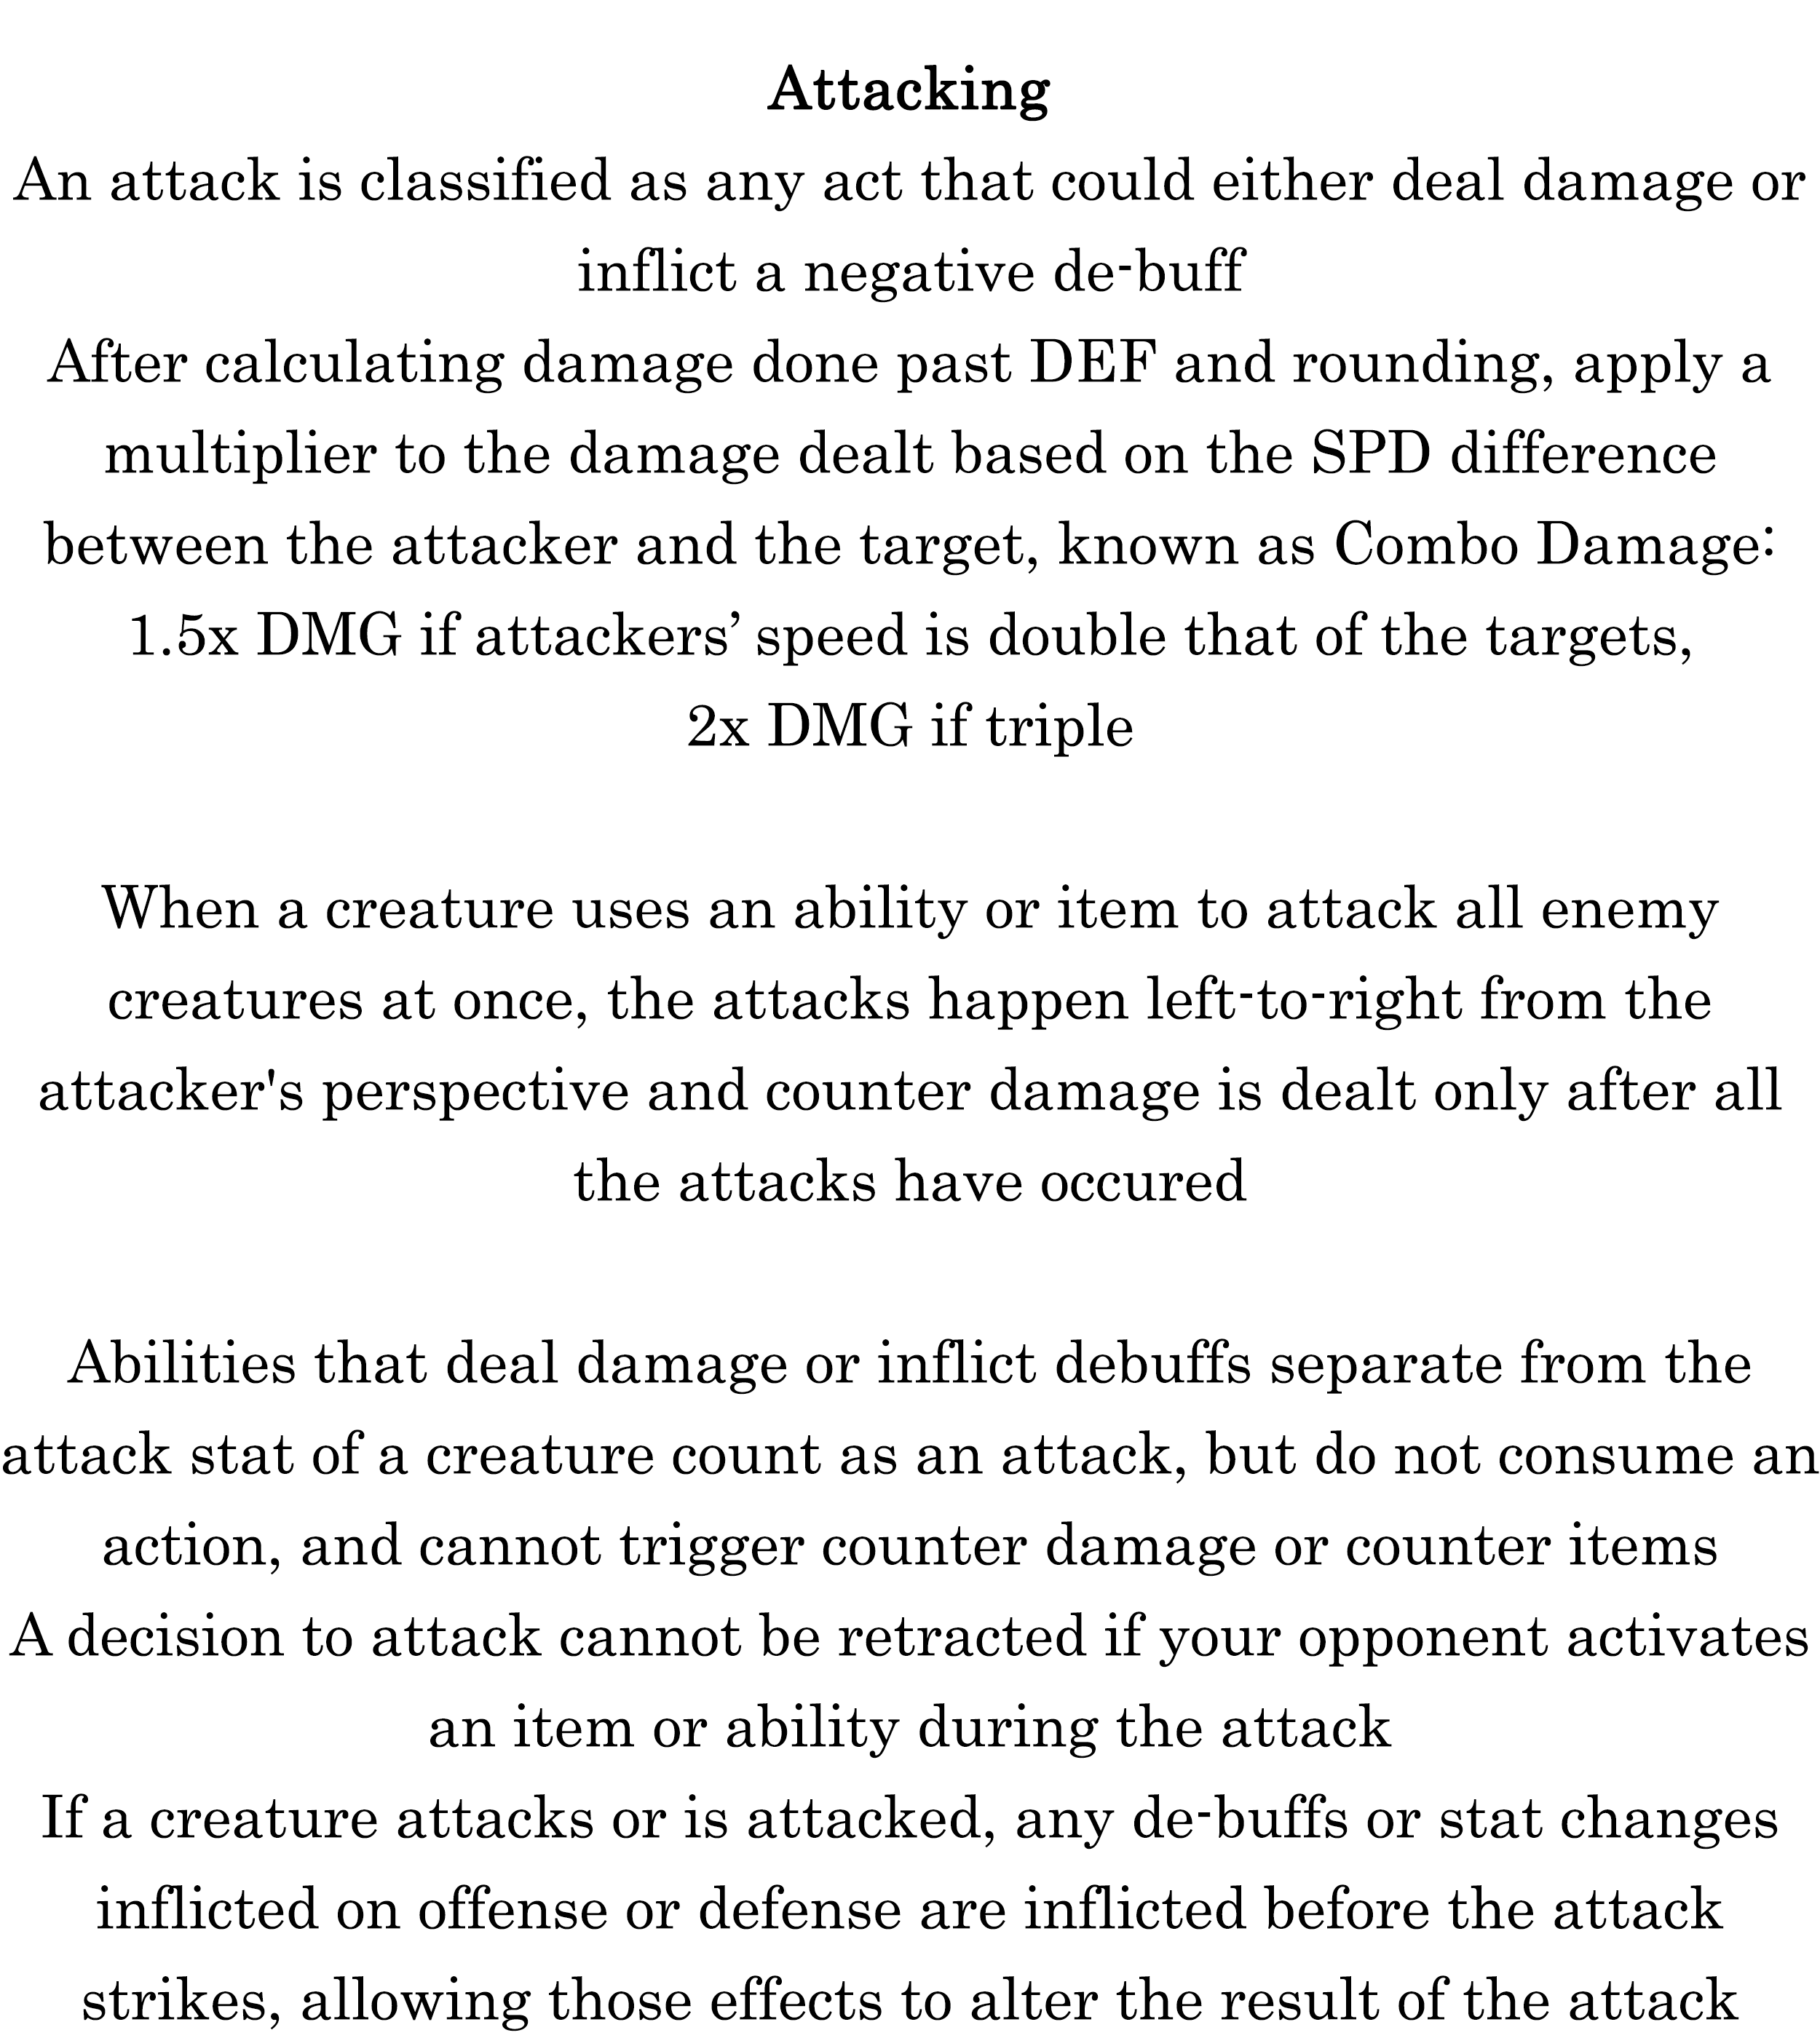 Attacking
An attack is classified as any act that could either deal damage or
inflict a negative de-buff
After calculating damage done past DEF and rounding, apply a
multiplier to the damage dealt based on the SPD difference
between the attacker and the target, known as Combo Damage:
1.5x DMG if attackers’ speed is double that of the targets,
2x DMG if triple
When a creature uses an ability or item to attack all enemy
creatures at once, the attacks happen left-to-right from the
attacker's perspective and counter damage is dealt only after all
the attacks have occured
Abilities that deal damage or inflict debuffs separate from the
attack stat of a creature count as an attack, but do not consume an
action, and cannot trigger counter damage or counter items
A decision to attack cannot be retracted if your opponent activates
an item or ability during the attack
If a creature attacks or is attacked, any de-buffs or stat changes
inflicted on offense or defense are inflicted before the attack
strikes, allowing those effects to alter the result of the attack